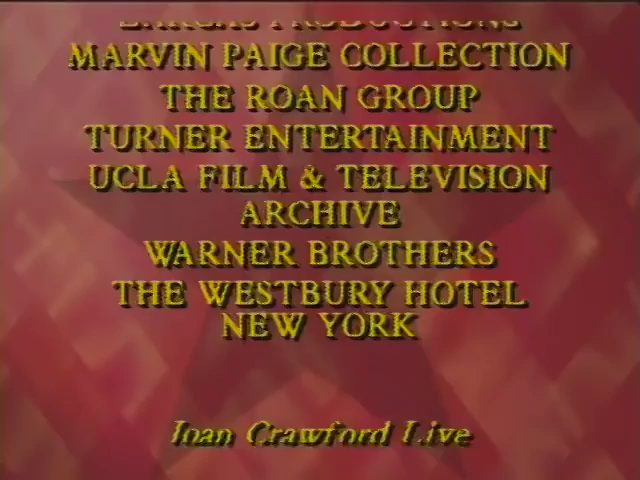 PRODUCTIONS
MARVIN PAIGE COLLECTION
THE ROAN GROUP
TURNER ENTERTAINMENT
UCLA FILM & TELEVISION
ARCHIVE
WARNER BROTHERS
THE WESTBURY HOTEL
NEW YORK
Joan Crawford Live